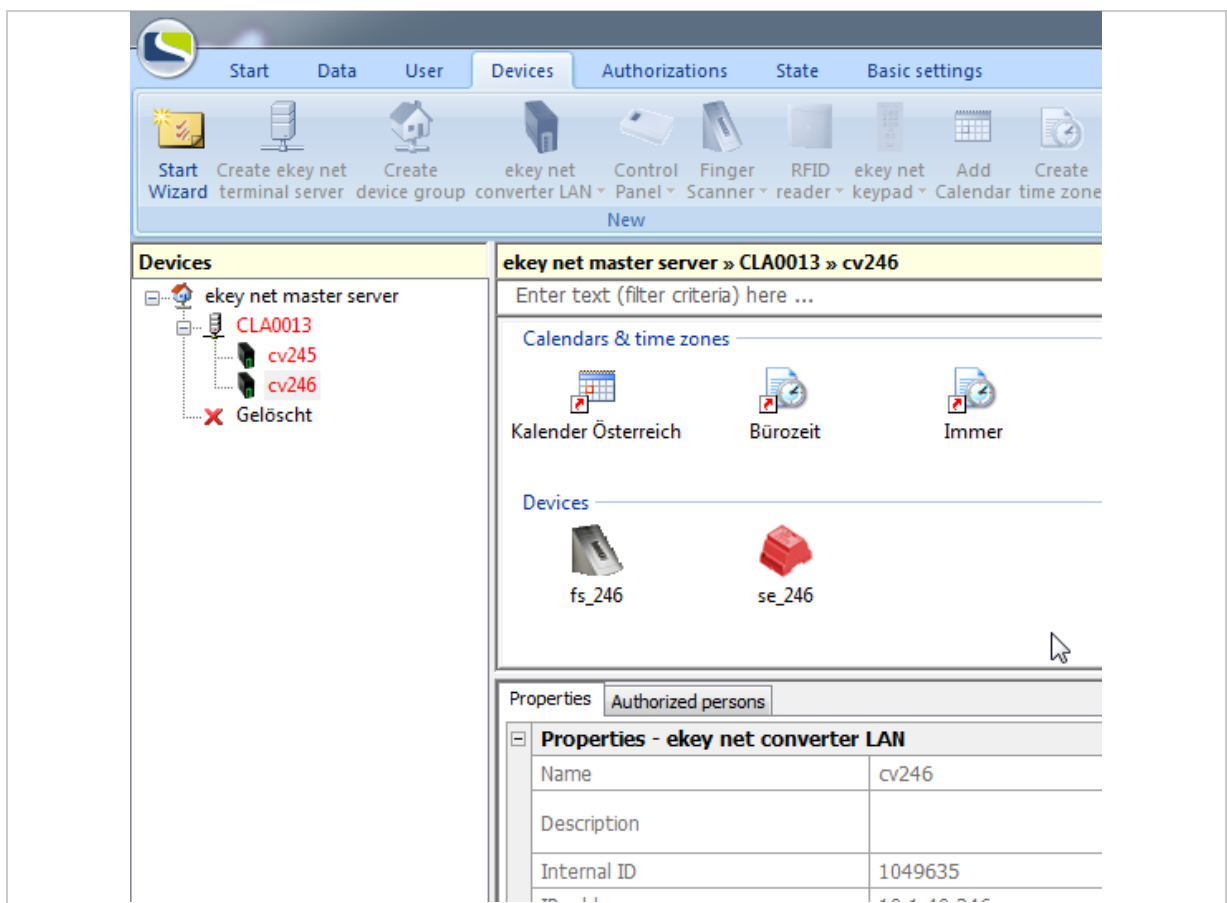 Start Data User Devices Authorizations State Basic settings
Start Create ekey net Create ekey net Control Finger RFID ekey net Add Create
Wizard terminal server device group converter LAN Panel Scanner reader keypad Calendar time zone
New
Devices
ekey net master server
CLA0013
cv245
cv246
Gelöscht
ekey net master server » CLA0013 » cv246
Enter text (filter criteria) here ...
Calendars & time zones
Kalender Österreich Bürozeit Immer
Devices
fs_246 se_246
Properties Authorized persons
Properties - ekey net converter LAN
Name cv246
Description
Internal ID 1049635